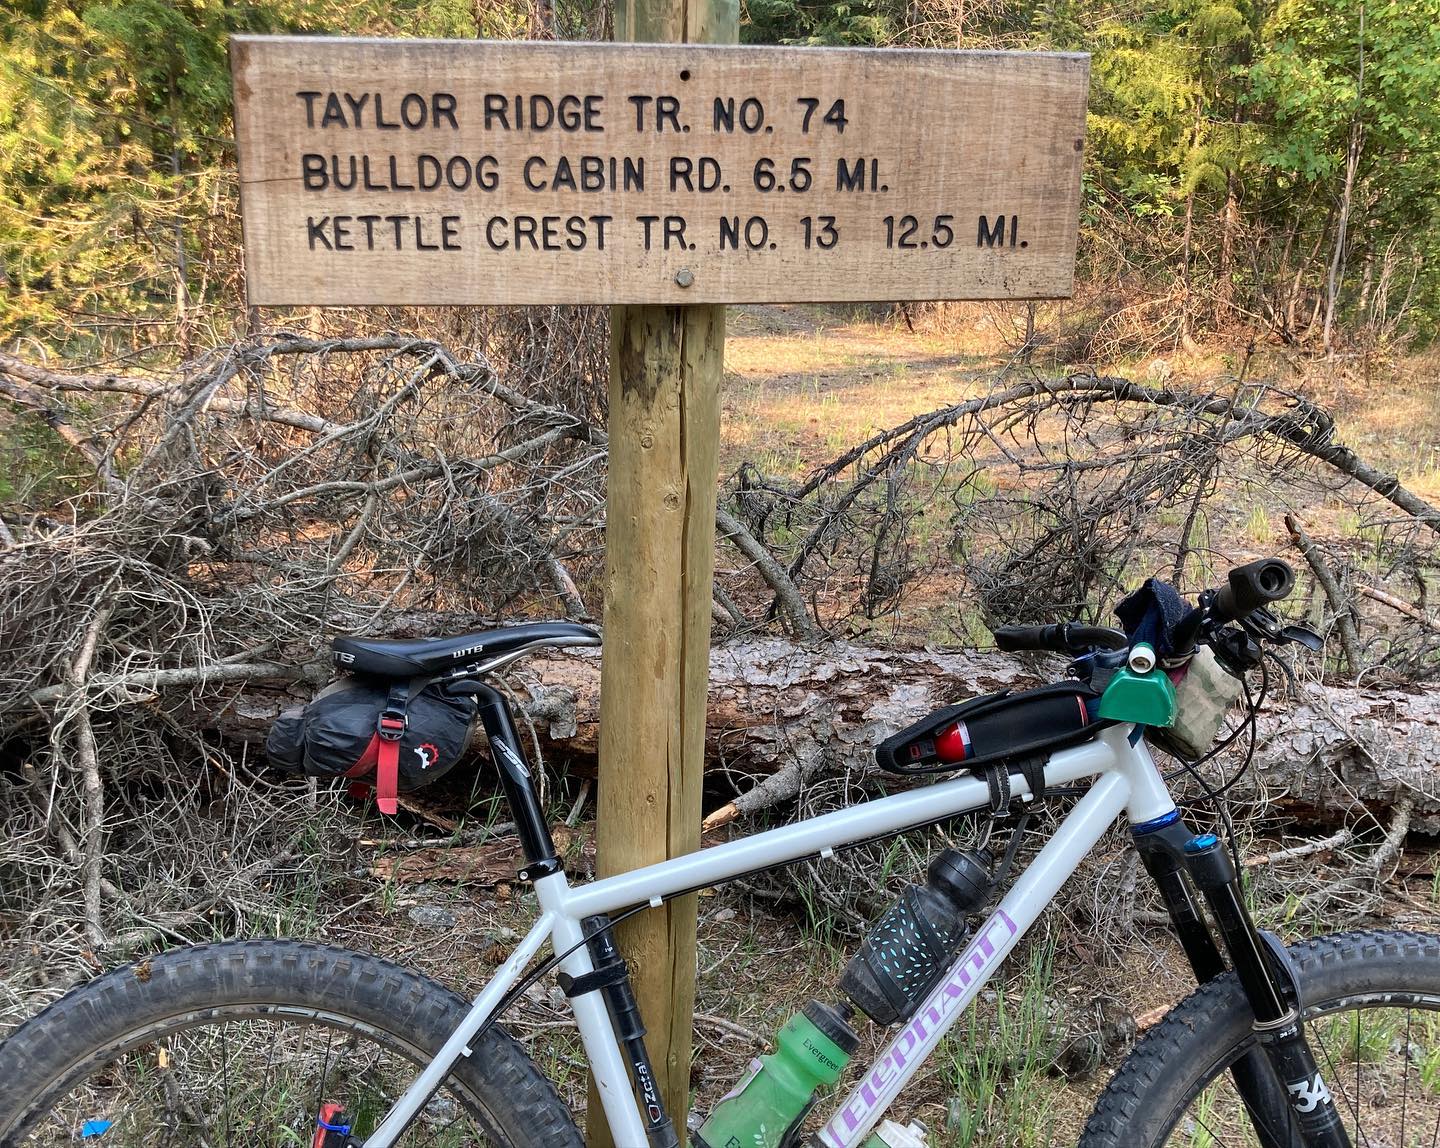 TAYLOR RIDGE TR. NO. 74
BULLDOG CABIN RD. 6.5 MI.
KETTLE CREST TR. NO. 13 12.5 MI.
WTB
Elephant
Evergreen
Zéfal
34